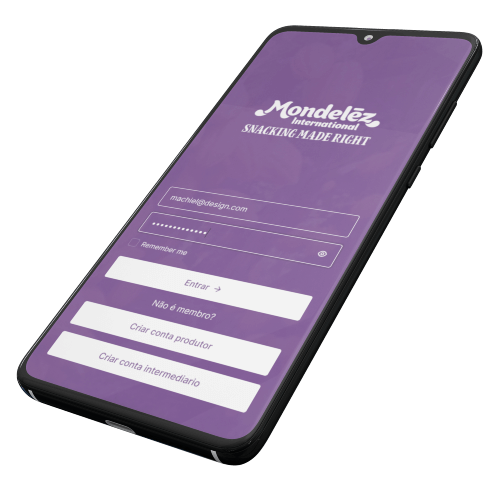 Mondelēz
International
SNACKING MADE RIGHT
machiel@design.com
••••••••••••
Remember me
Entrar →
Não é membro?
Criar conta produtor
Criar conta intermediario